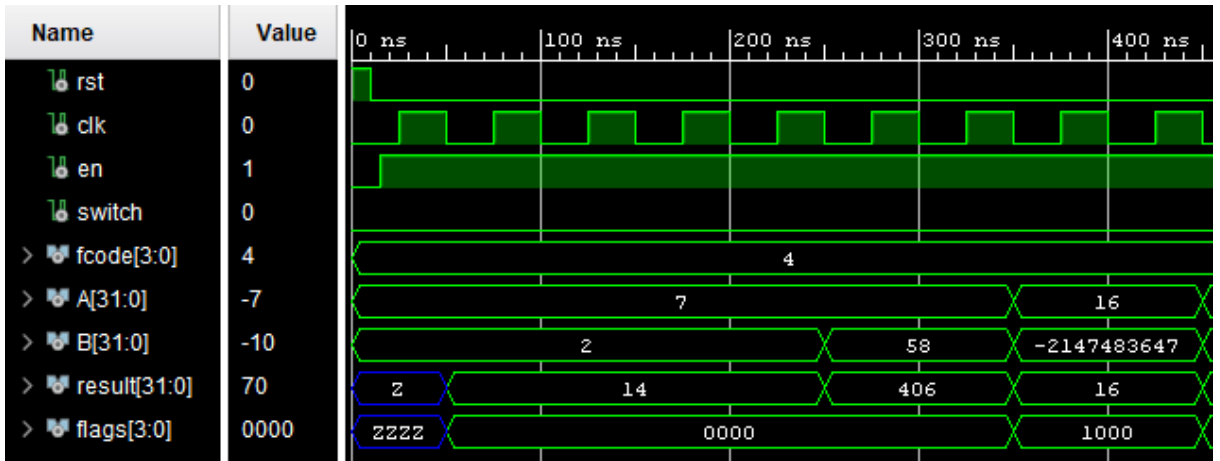 Name Value 0 ns 100 ns 200 ns 300 ns 400 ns
rst 0
clk 0
en 1
switch 0
> fcode[3:0] 4 4
> A[31:0] -7 7 16
> B[31:0] -10 2 58 -2147483647
> result[31:0] 70 Z 14 406 16
> flags[3:0] 0000 ZZZZ 0000 1000